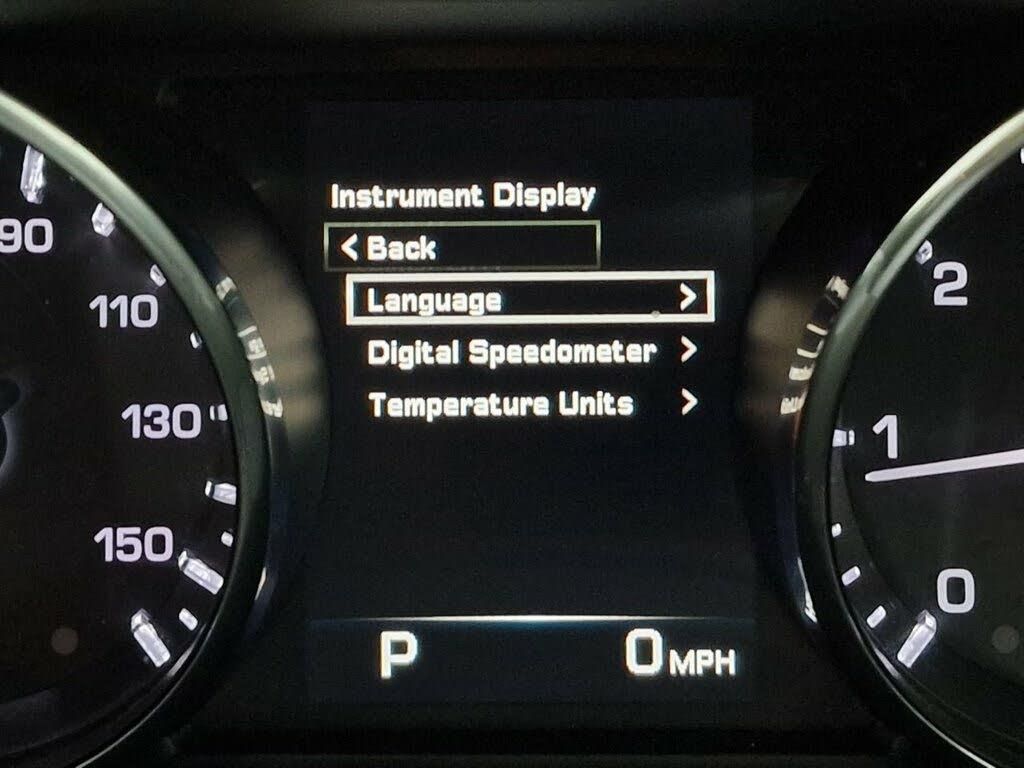 Instrument Display
< Back
Language >
Digital Speedometer >
Temperature Units >
P 0 MPH
90
110
130
150
2
1
0